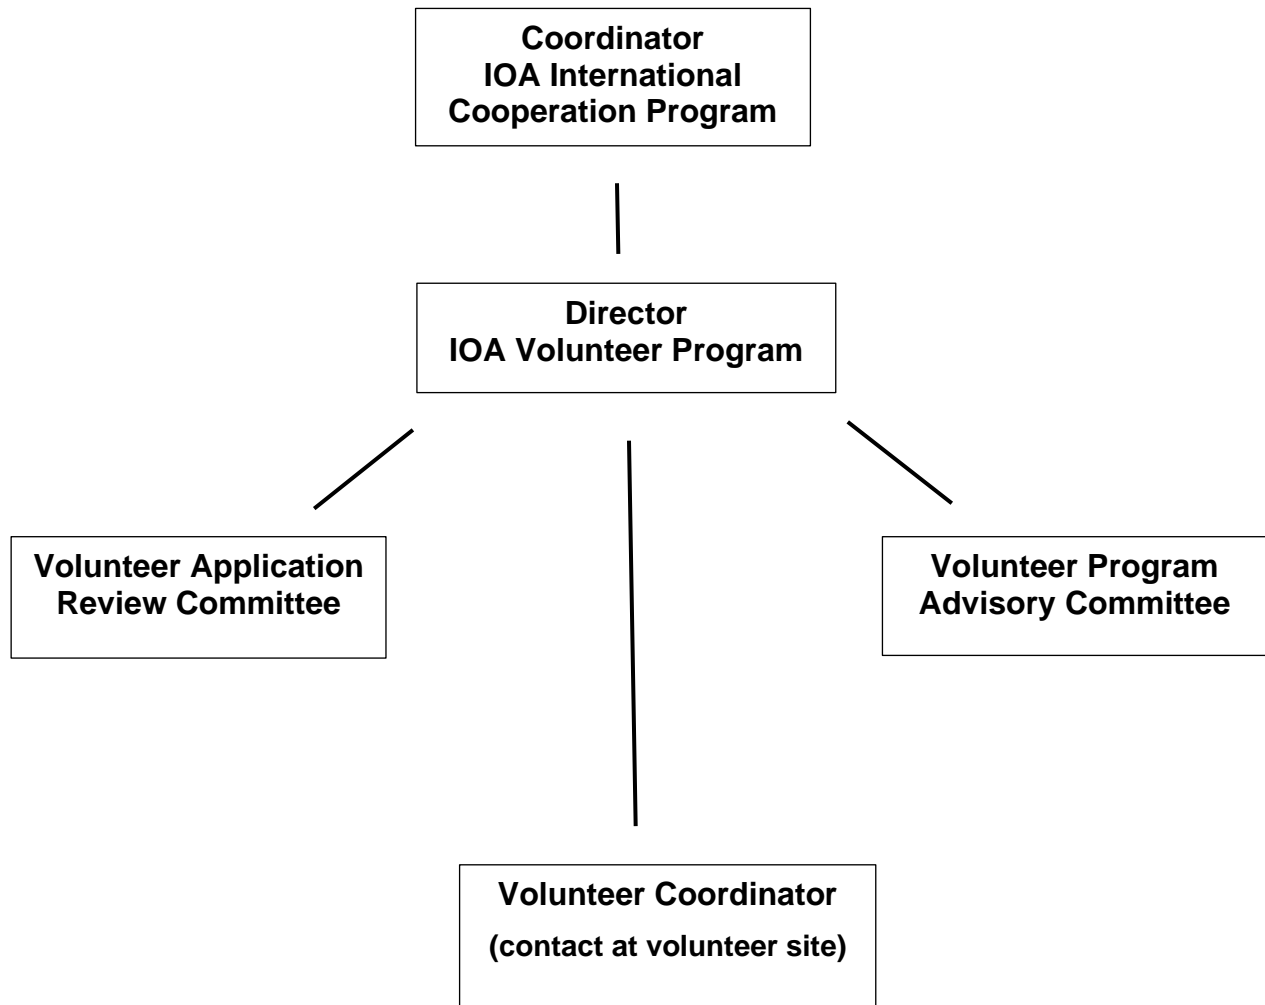 Coordinator
IOA International
Cooperation Program
Director
IOA Volunteer Program
Volunteer Application
Review Committee
Volunteer Program
Advisory Committee
Volunteer Coordinator
(contact at volunteer site)